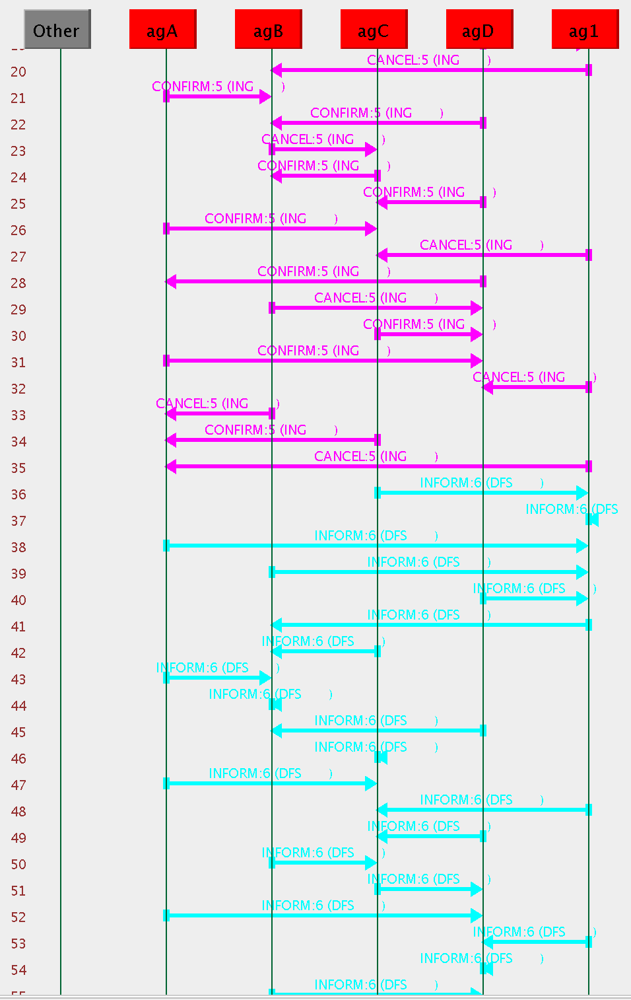 Other agA agB agC agD ag1
20 CANCEL:5 (ING )
21 CONFIRM:5 (ING )
22 CONFIRM:5 (ING )
23 CANCEL:5 (ING )
24 CONFIRM:5 (ING )
25 CONFIRM:5 (ING )
26 CONFIRM:5 (ING )
27 CANCEL:5 (ING )
28 CONFIRM:5 (ING )
29 CANCEL:5 (ING )
30 CONFIRM:5 (ING )
31 CONFIRM:5 (ING )
32 CANCEL:5 (ING )
33 CANCEL:5 (ING )
34 CONFIRM:5 (ING )
35 CANCEL:5 (ING )
36 INFORM:6 (DFS )
37 INFORM:6 (DFS
38 INFORM:6 (DFS )
39 INFORM:6 (DFS )
40 INFORM:6 (DFS )
41 INFORM:6 (DFS )
42 INFORM:6 (DFS )
43 INFORM:6 (DFS )
44 INFORM:6 (DFS )
45 INFORM:6 (DFS )
46 INFORM:6 (DFS )
47 INFORM:6 (DFS )
48 INFORM:6 (DFS )
49 INFORM:6 (DFS )
50 INFORM:6 (DFS )
51 INFORM:6 (DFS )
52 INFORM:6 (DFS )
53 INFORM:6 (DFS )
54 INFORM:6 (DFS )
INFORM:6 (DFS )